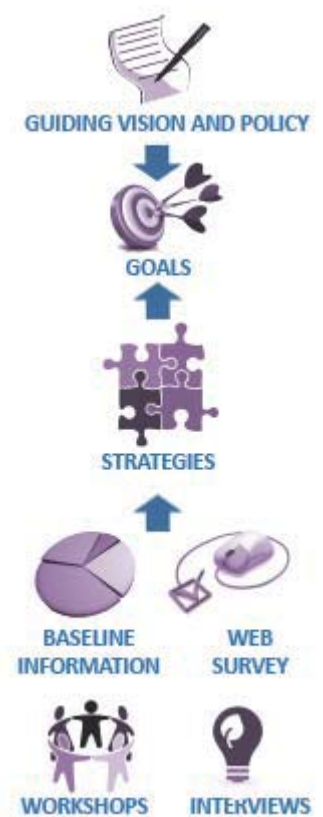 GUIDING VISION AND POLICY
GOALS
STRATEGIES
BASELINE
INFORMATION
WEB
SURVEY
WORKSHOPS
INTERVIEWS